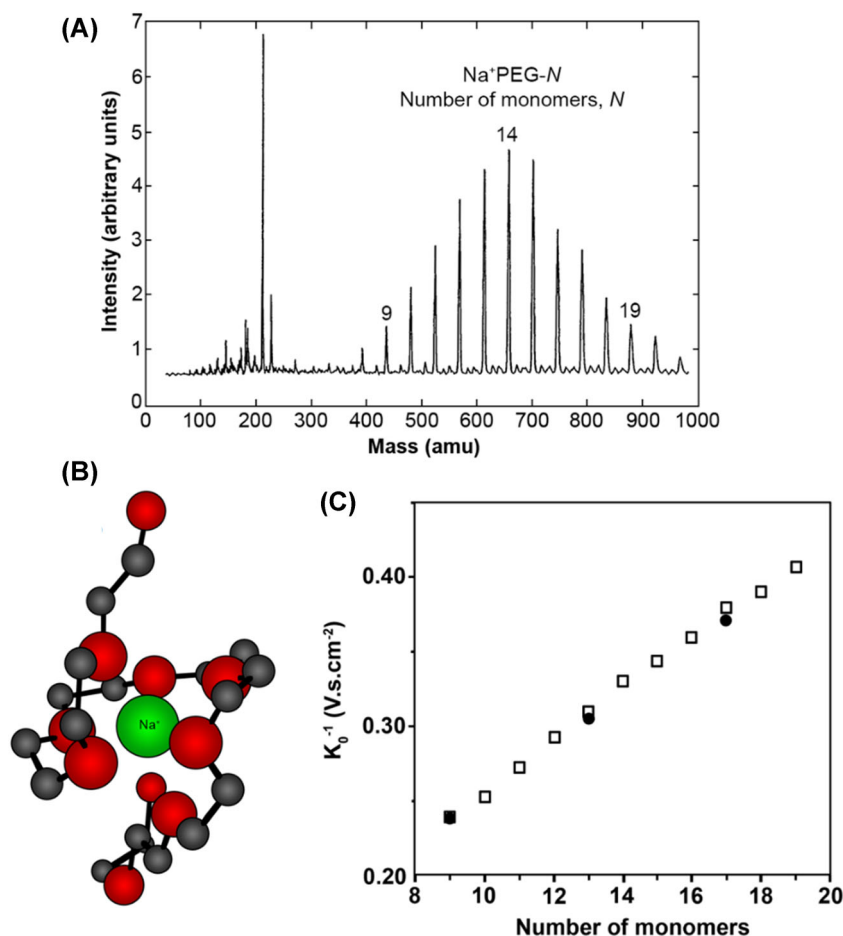 (A)
Intensity (arbitrary units)
7
6
5
4
3
2
1
0
Na⁺PEG-N
Number of monomers, N
14
9
19
0 100 200 300 400 500 600 700 800 900 1000
Mass (amu)
(B)
Na⁺
(C)
K₀⁻¹ (V.s.cm⁻²)
0.40
0.30
0.20
8 10 12 14 16 18 20
Number of monomers